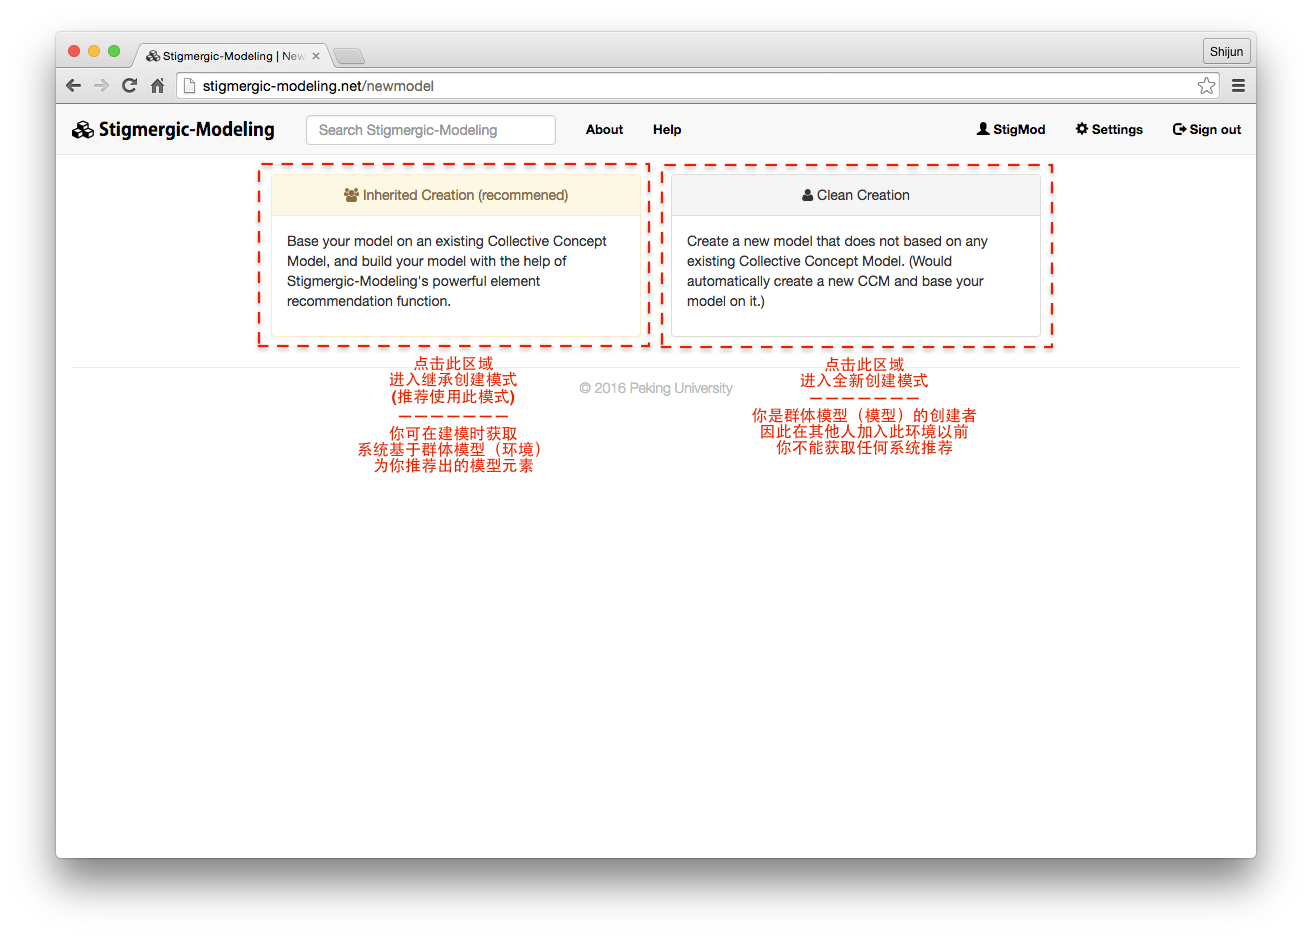 Stigmergic-Modeling | New
Shijun
stigmergic-modeling.net/newmodel
Stigmergic-Modeling
Search Stigmergic-Modeling
About
Help
StigMod
Settings
Sign out
Inherited Creation (recommened)
Base your model on an existing Collective Concept
Model, and build your model with the help of
Stigmergic-Modeling's powerful element
recommendation function.
Clean Creation
Create a new model that does not based on any
existing Collective Concept Model. (Would
automatically create a new CCM and base your
model on it.)
点击此区域
进入继承创建模式
(推荐使用此模式)
———————
你可在建模时获取
系统基于群体模型（环境）
为你推荐出的模型元素
点击此区域
进入全新创建模式
———————
你是群体模型（模型）的创建者
因此在其他人加入此环境以前
你不能获取任何系统推荐
© 2016 Peking University